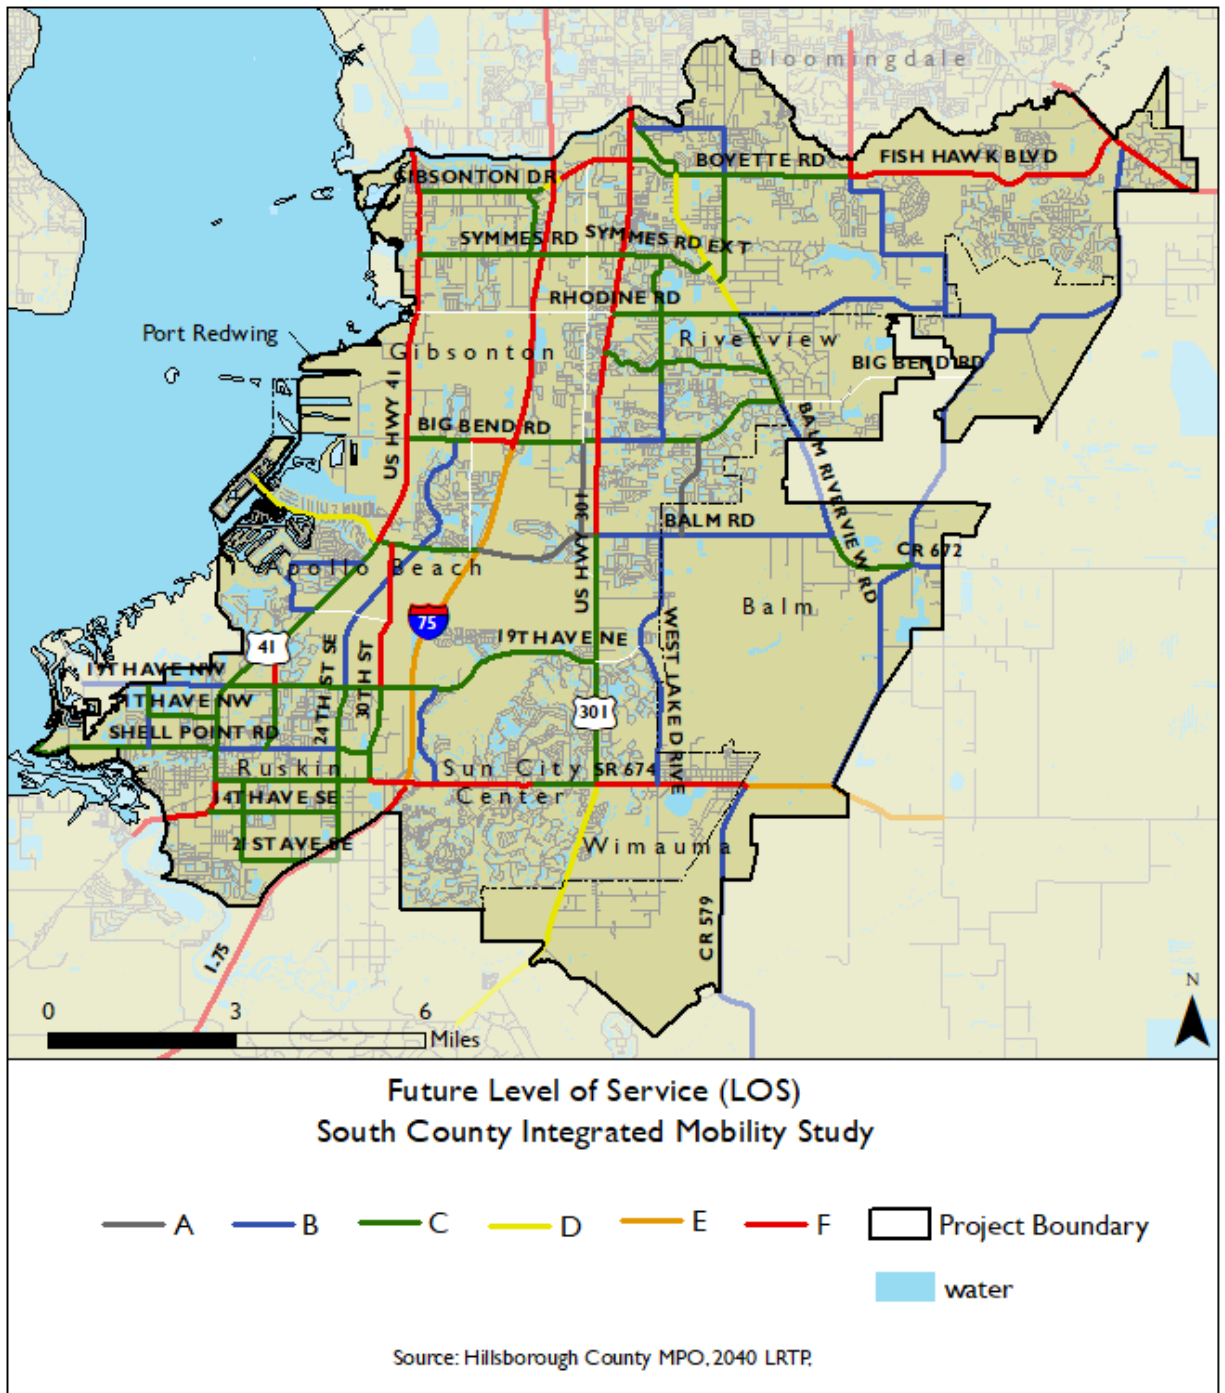 Bloomingdale
BOYETTE RD
FISH HAWK BLVD
GIBSONTON DR
SYMMES RD
SYMMES RD EXT
RHODINE RD
Port Redwing
Gibsonton
Riverview
BIG BEND RD
US HWY 41
BIG BEND RD
BALM RIVERVIEW RD
US HWY 301
BALM RD
CR 672
Apollo Beach
Balm
75
19TH AVE NE
WEST LAKE DRIVE
41
24TH ST SE
30TH ST
19TH AVE NW
1TH AVE NW
301
SHELL POINT RD
Ruskin
Sun City
Center
SR 674
14TH AVE SE
21ST AVE SE
Wimauma
CR 579
I-75
N
0 3 6
Miles
Future Level of Service (LOS)
South County Integrated Mobility Study
A B C D E F Project Boundary
water
Source: Hillsborough County MPO, 2040 LRTP,